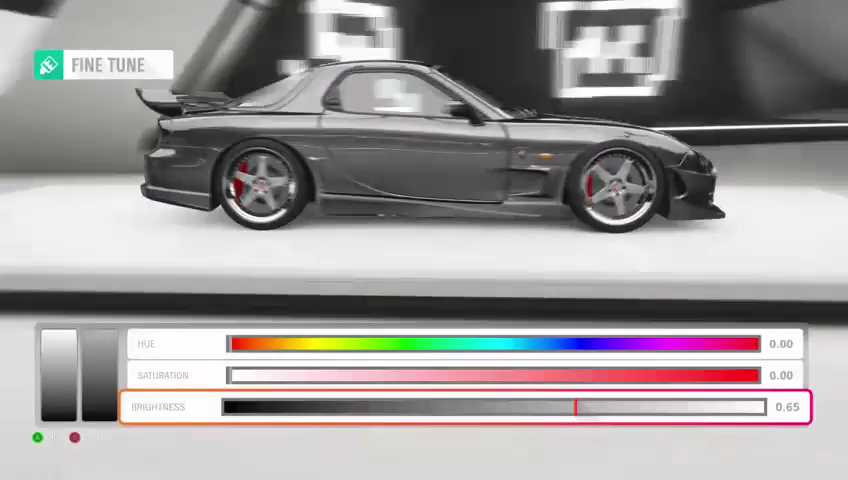 FINE TUNE
HUE
0.00
SATURATION
0.00
BRIGHTNESS
0.65
A